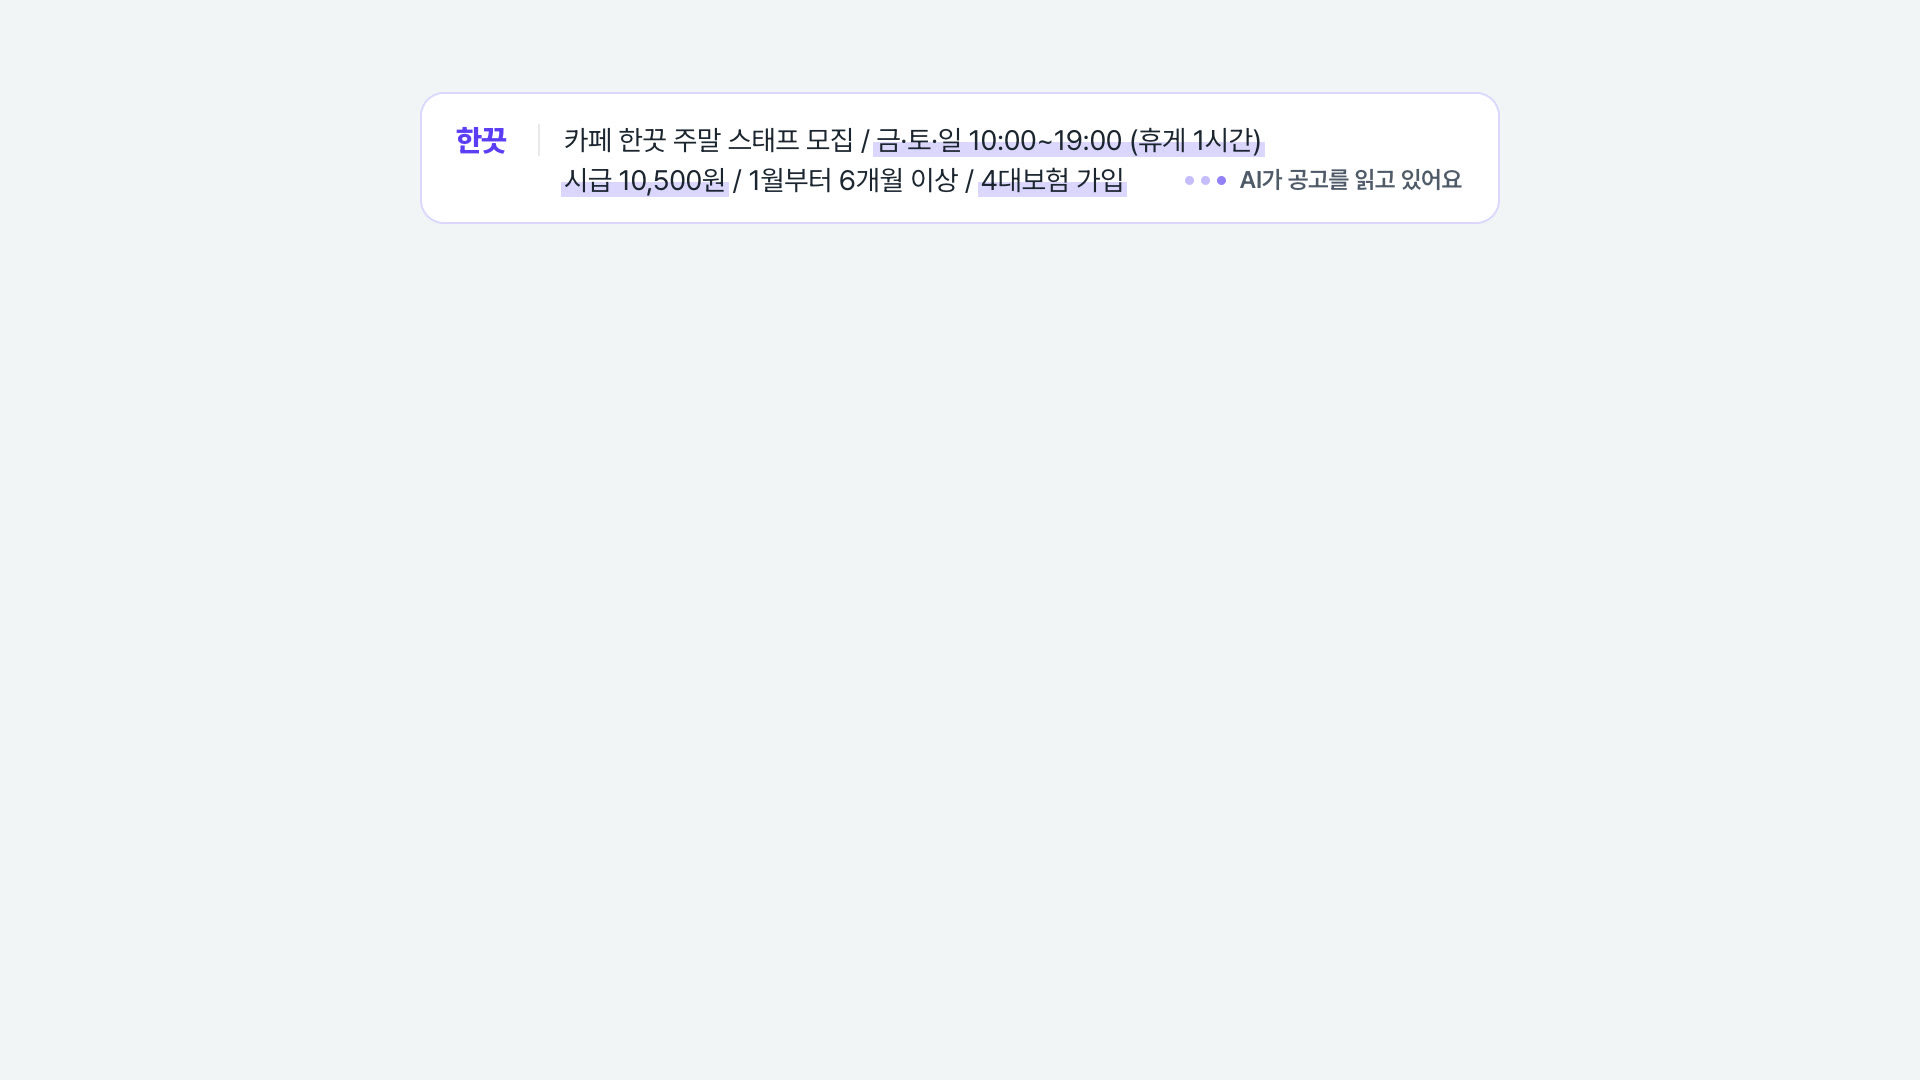 한끗
카페 한끗 주말 스태프 모집 / 금·토·일 10:00~19:00 (휴게 1시간)
시급 10,500원 / 1월부터 6개월 이상 / 4대보험 가입
AI가 공고를 읽고 있어요